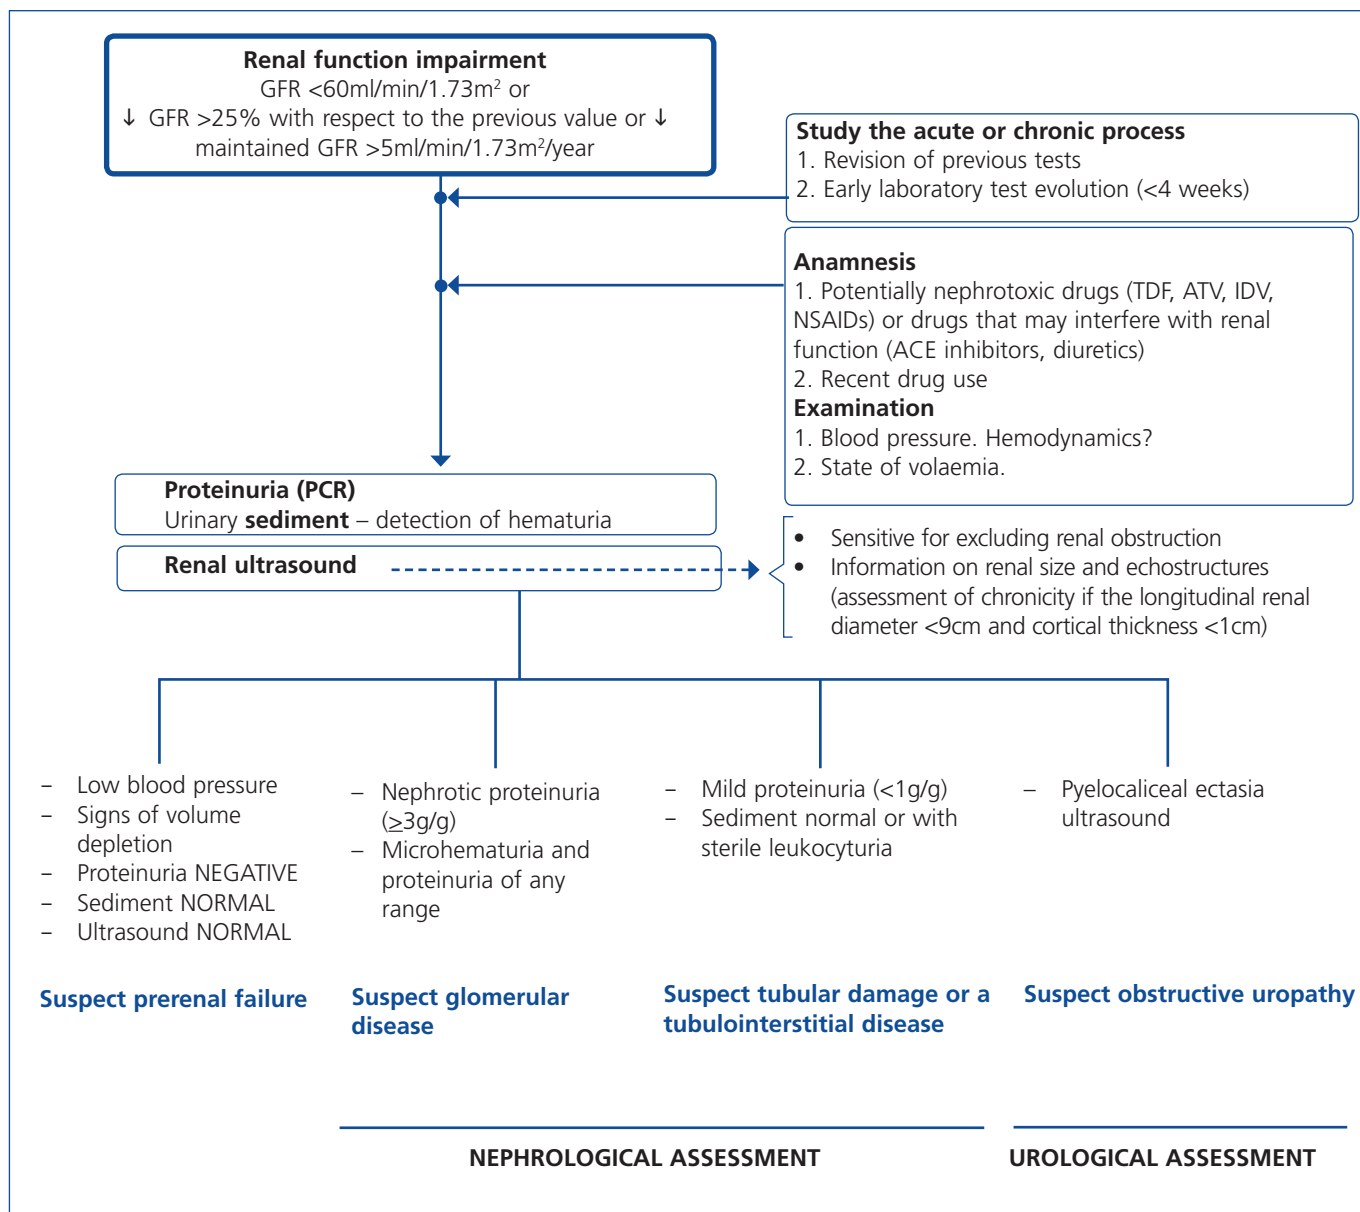 Renal function impairment
GFR <60ml/min/1.73m² or
↓ GFR >25% with respect to the previous value or ↓
maintained GFR >5ml/min/1.73m²/year
Study the acute or chronic process
1. Revision of previous tests
2. Early laboratory test evolution (<4 weeks)
Anamnesis
1. Potentially nephrotoxic drugs (TDF, ATV, IDV,
NSAIDs) or drugs that may interfere with renal
function (ACE inhibitors, diuretics)
2. Recent drug use
Examination
1. Blood pressure. Hemodynamics?
2. State of volaemia.
Proteinuria (PCR)
Urinary sediment – detection of hematuria
Renal ultrasound
• Sensitive for excluding renal obstruction
• Information on renal size and echostructures
(assessment of chronicity if the longitudinal renal
diameter <9cm and cortical thickness <1cm)
– Low blood pressure
– Signs of volume
depletion
– Proteinuria NEGATIVE
– Sediment NORMAL
– Ultrasound NORMAL
Suspect prerenal failure
– Nephrotic proteinuria
(≥3g/g)
– Microhematuria and
proteinuria of any
range
Suspect glomerular
disease
– Mild proteinuria (<1g/g)
– Sediment normal or with
sterile leukocyturia
Suspect tubular damage or a
tubulointerstitial disease
– Pyelocaliceal ectasia
ultrasound
Suspect obstructive uropathy
NEPHROLOGICAL ASSESSMENT
UROLOGICAL ASSESSMENT